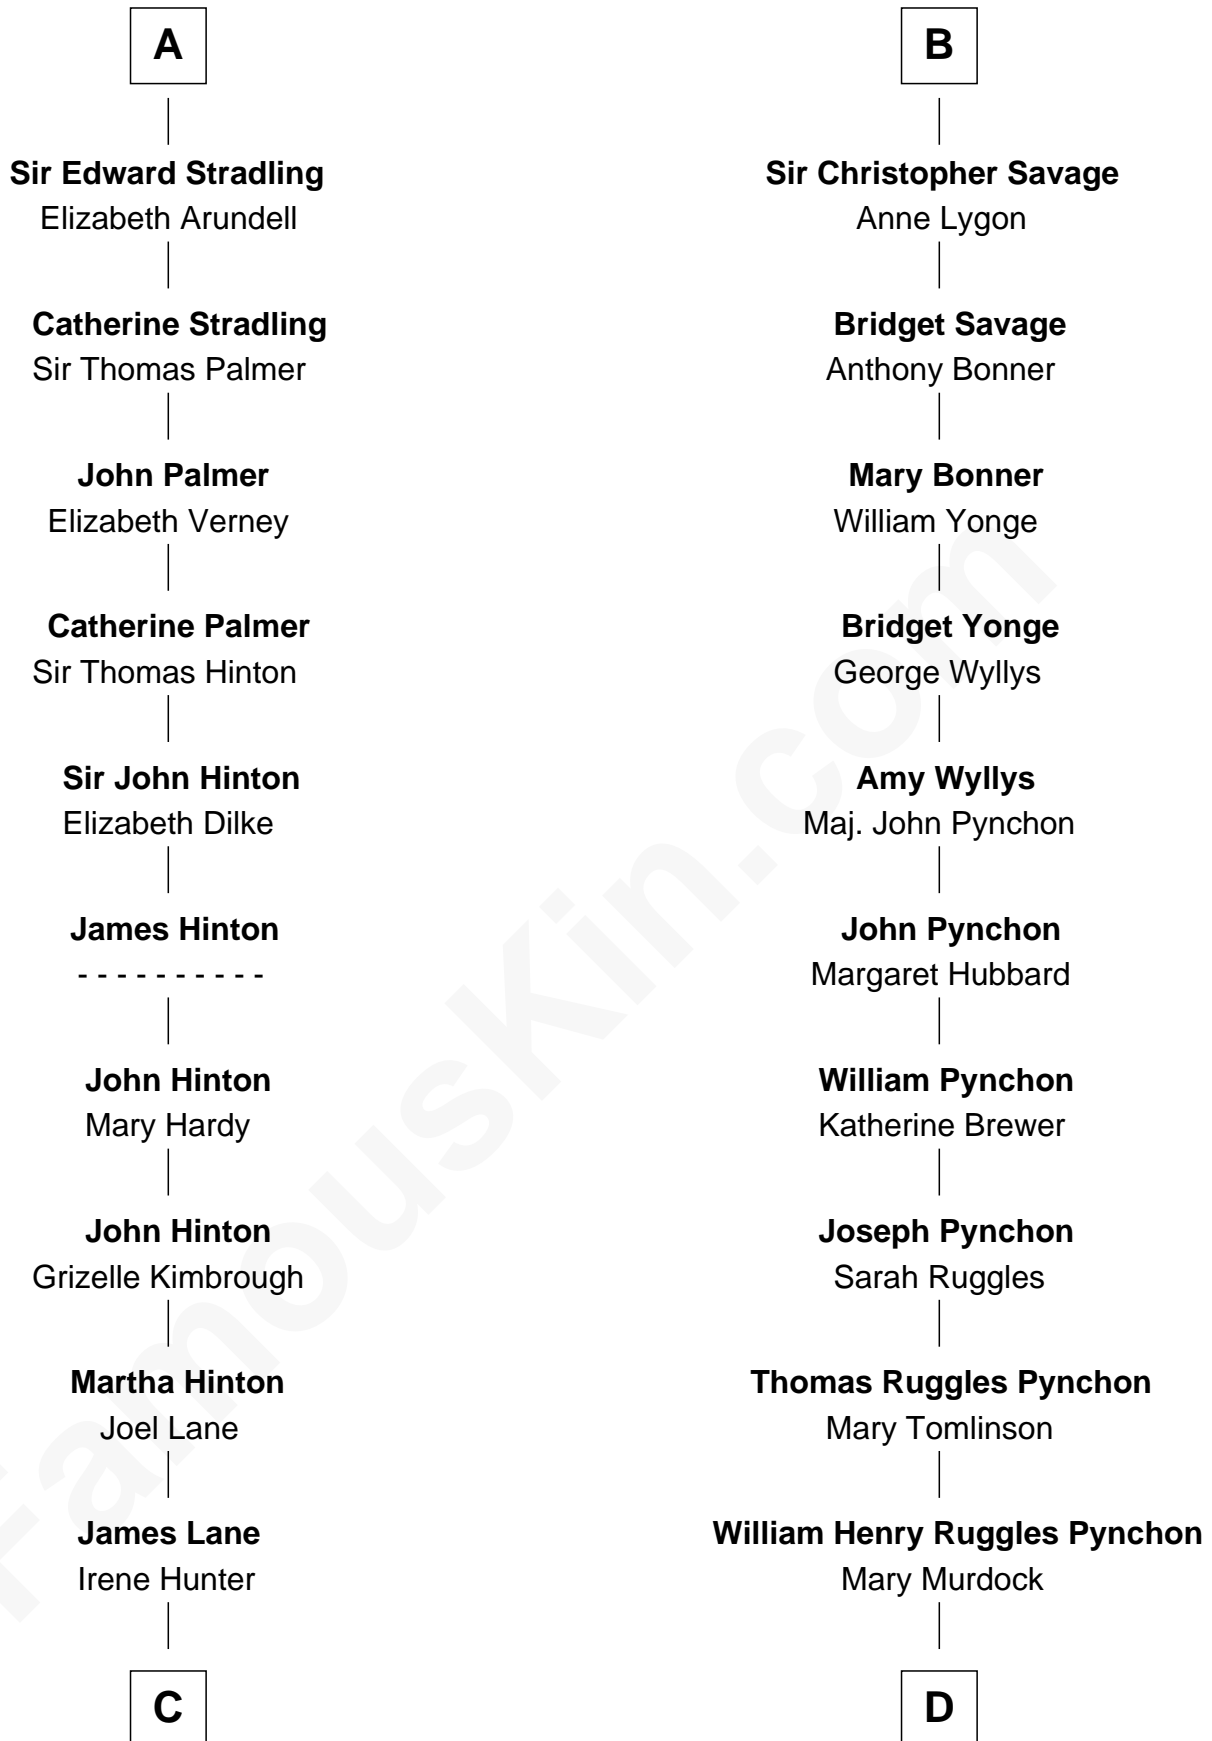 A
Sir Edward Stradling
Elizabeth Arundell
Catherine Stradling
Sir Thomas Palmer
John Palmer
Elizabeth Verney
Catherine Palmer
Sir Thomas Hinton
Sir John Hinton
Elizabeth Dilke
James Hinton
- - - - - - - - - -
John Hinton
Mary Hardy
John Hinton
Grizelle Kimbrough
Martha Hinton
Joel Lane
James Lane
Irene Hunter
C
B
Sir Christopher Savage
Anne Lygon
Bridget Savage
Anthony Bonner
Mary Bonner
William Yonge
Bridget Yonge
George Wyllys
Amy Wyllys
Maj. John Pynchon
John Pynchon
Margaret Hubbard
William Pynchon
Katherine Brewer
Joseph Pynchon
Sarah Ruggles
Thomas Ruggles Pynchon
Mary Tomlinson
William Henry Ruggles Pynchon
Mary Murdock
D
FamousKin.com